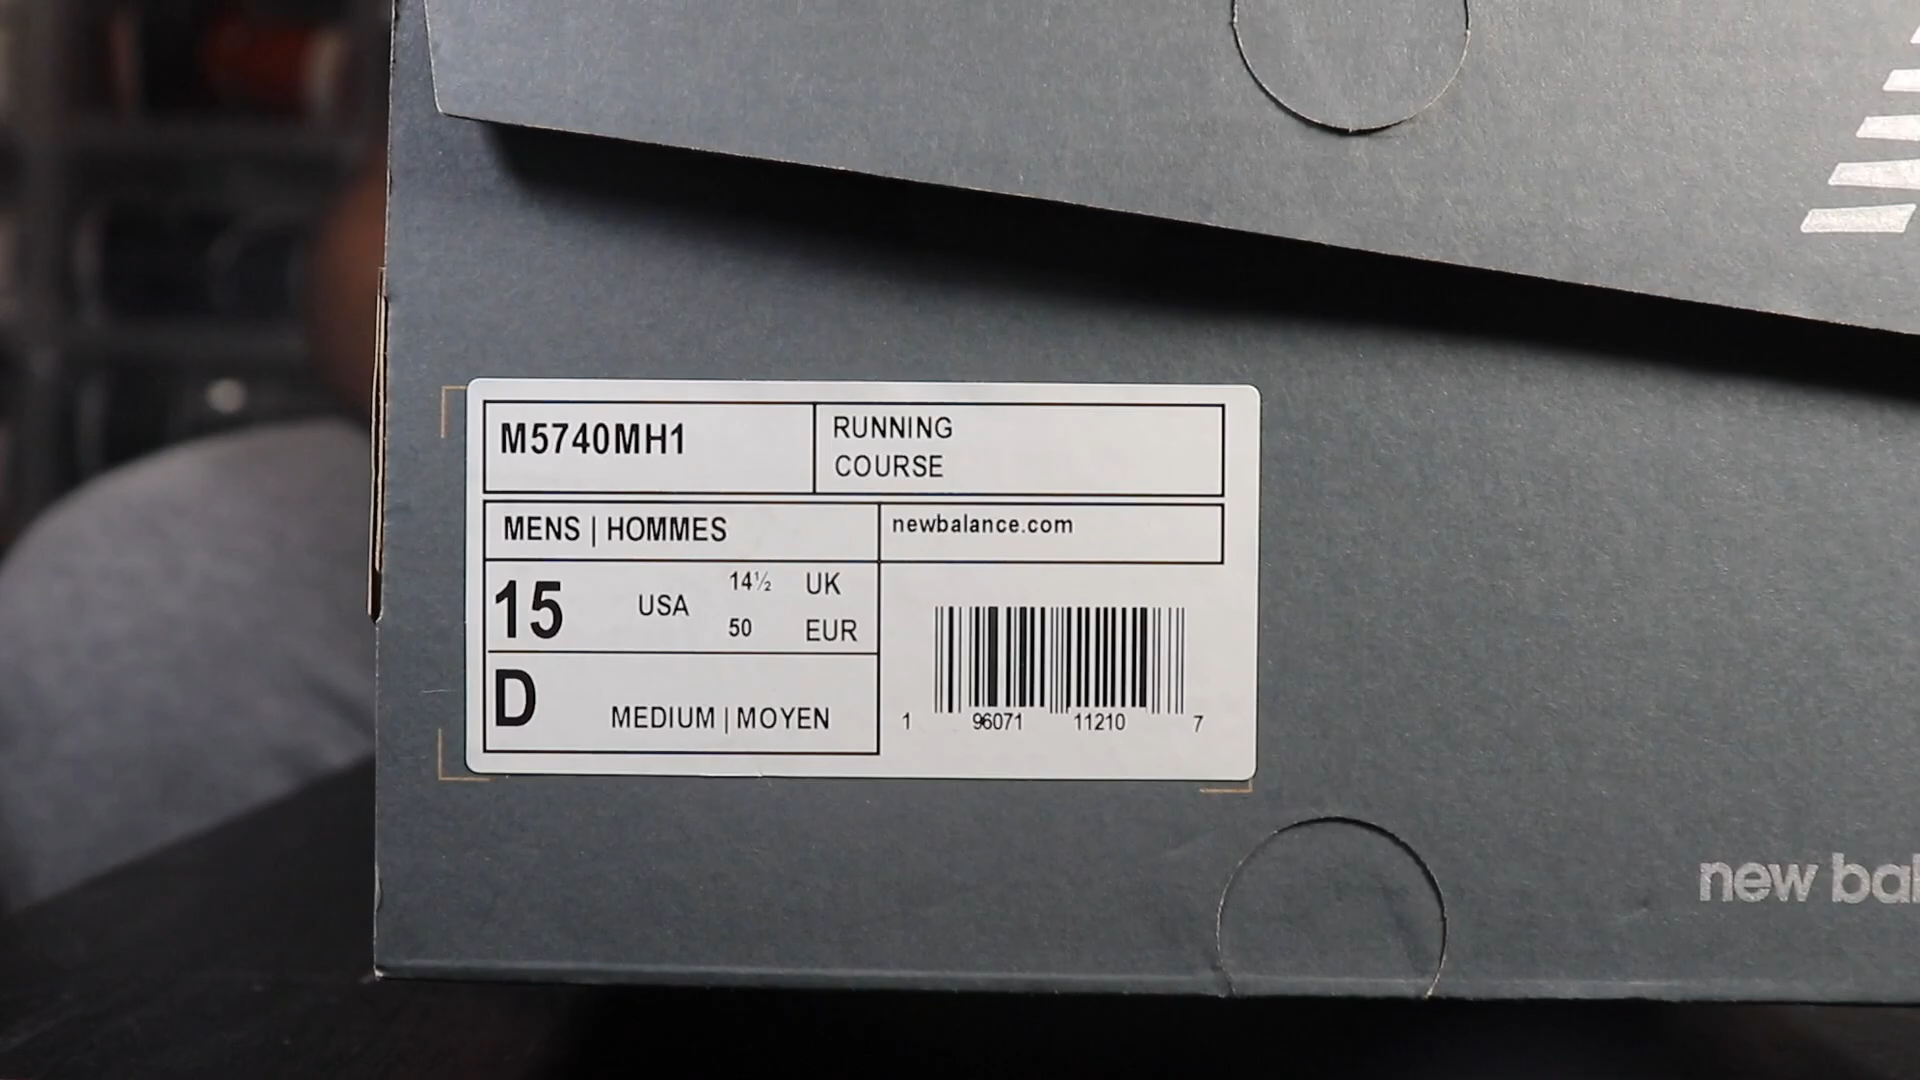 M5740MH1
RUNNING
COURSE
MENS | HOMMES
newbalance.com
15 USA 14½ UK
50 EUR
D MEDIUM | MOYEN
1 96071 11210 7
new bal